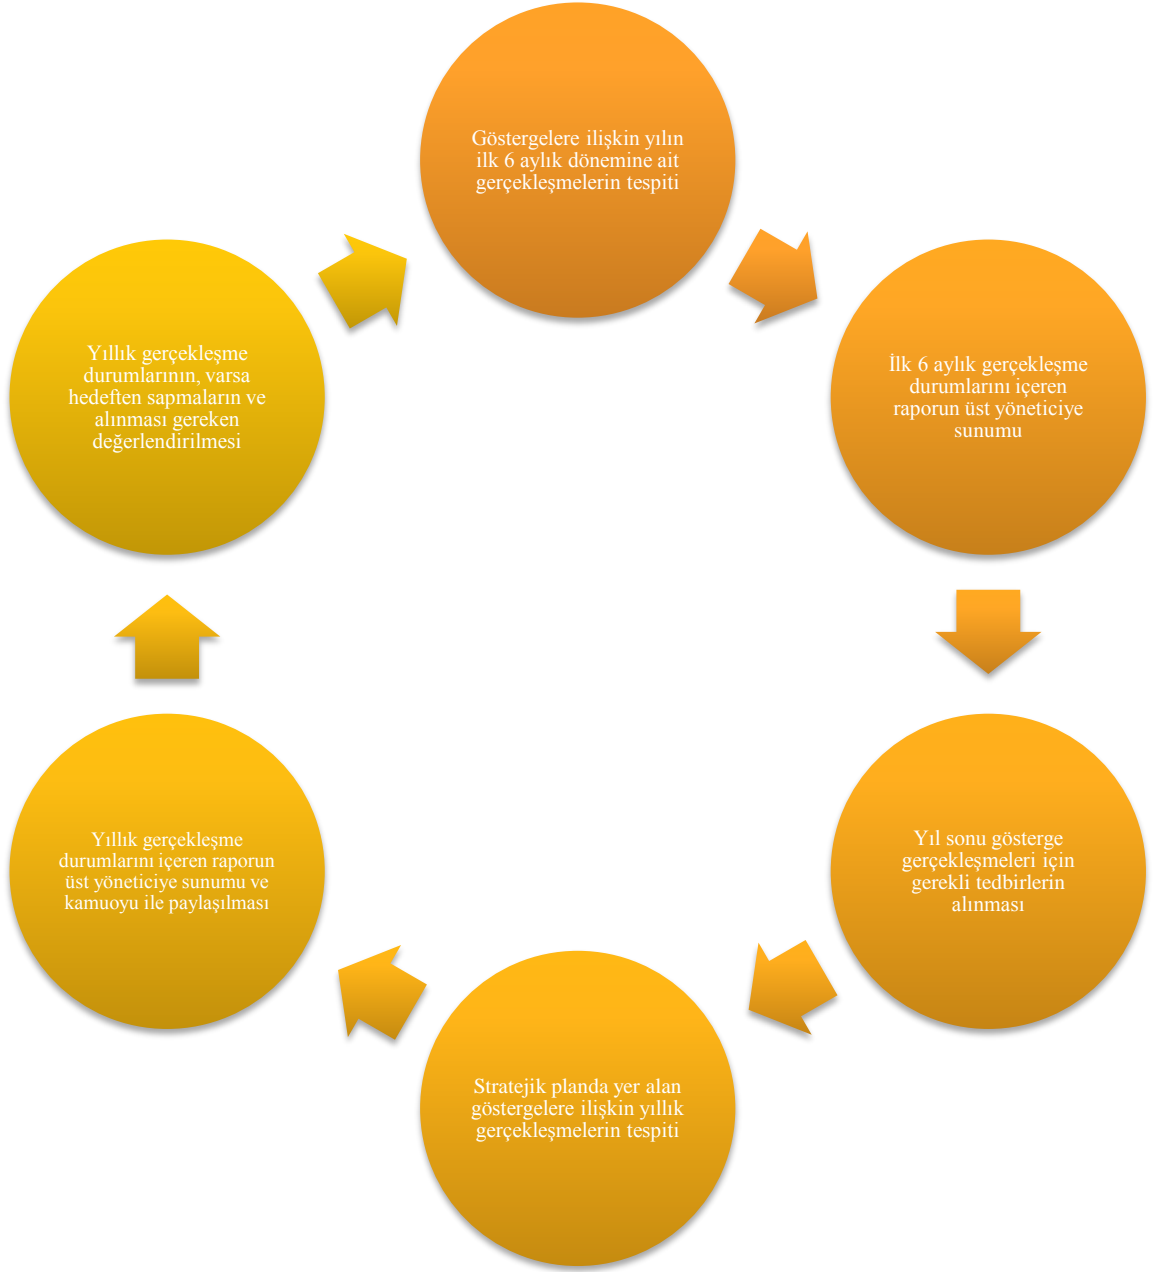 Göstergelere ilişkin yılın
ilk 6 aylık dönemine ait
gerçekleşmelerin tespiti
İlk 6 aylık gerçekleşme
durumlarını içeren
raporun üst yöneticiye
sunumu
Yıl sonu gösterge
gerçekleşmeleri için
gerekli tedbirlerin
alınması
Stratejik planda yer alan
göstergelere ilişkin yıllık
gerçekleşmelerin tespiti
Yıllık gerçekleşme
durumlarını içeren raporun
üst yöneticiye sunumu ve
kamuoyu ile paylaşılması
Yıllık gerçekleşme
durumlarının, varsa
hedeften sapmaların ve
alınması gereken
değerlendirilmesi